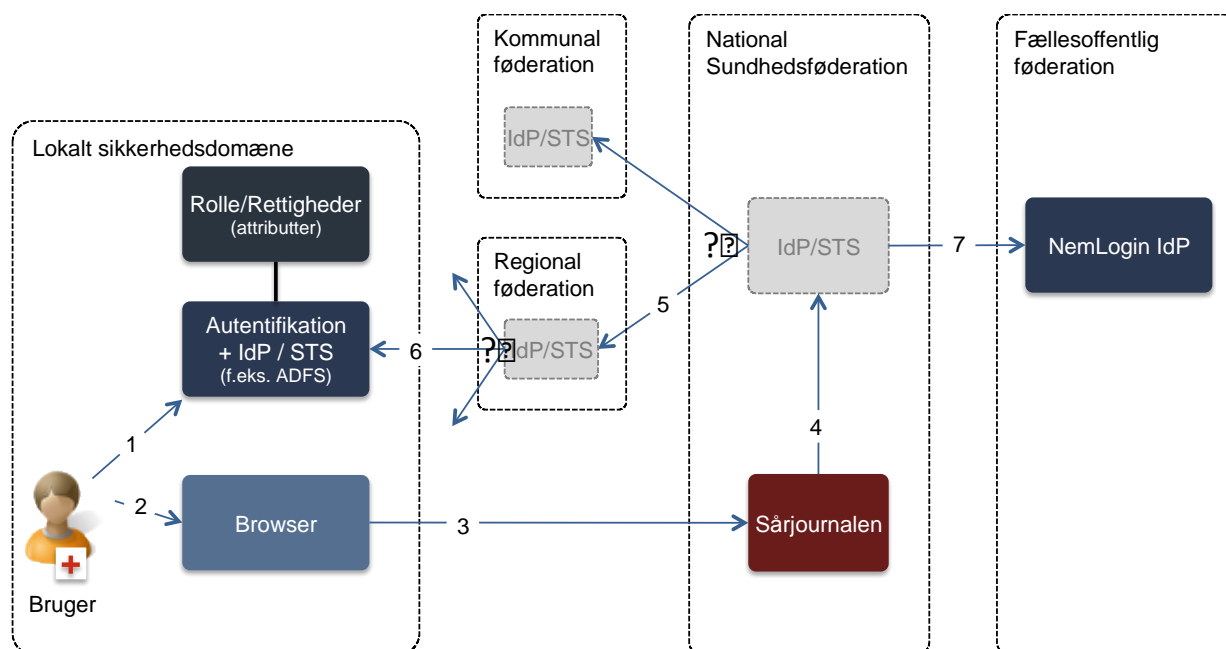 Kommunal
føderation
IdP/STS
National
Sundhedsføderation
Fællesoffentlig
føderation
Lokalt sikkerhedsdomæne
Rolle/Rettigheder
(attributter)
Autentifikation
+ IdP / STS
(f.eks. ADFS)
Regional
føderation
IdP/STS
?
?
IdP/STS
NemLogin IdP
1
2
3
4
5
6
7
Browser
Sårjournalen
Bruger